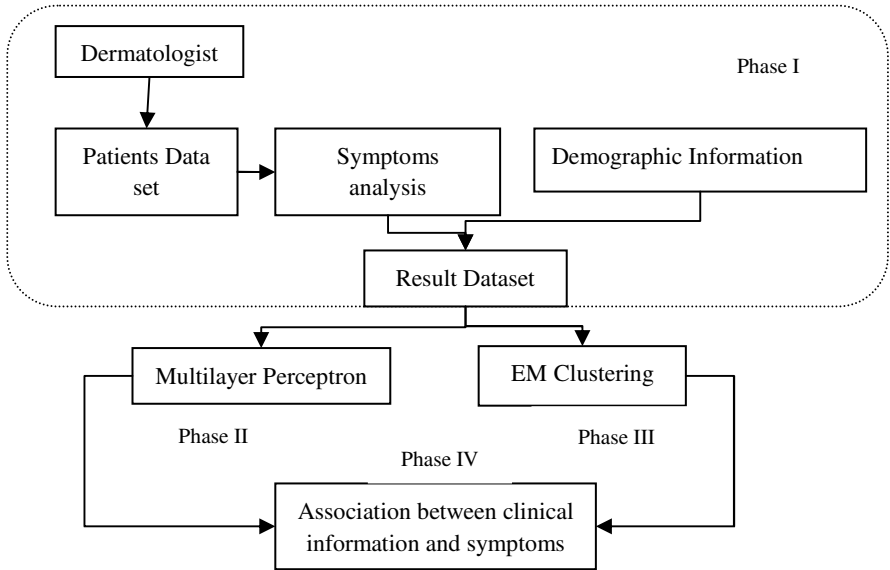 Dermatologist
Phase I
Patients Data
set
Symptoms
analysis
Demographic Information
Result Dataset
Multilayer Perceptron
EM Clustering
Phase II
Phase III
Phase IV
Association between clinical
information and symptoms